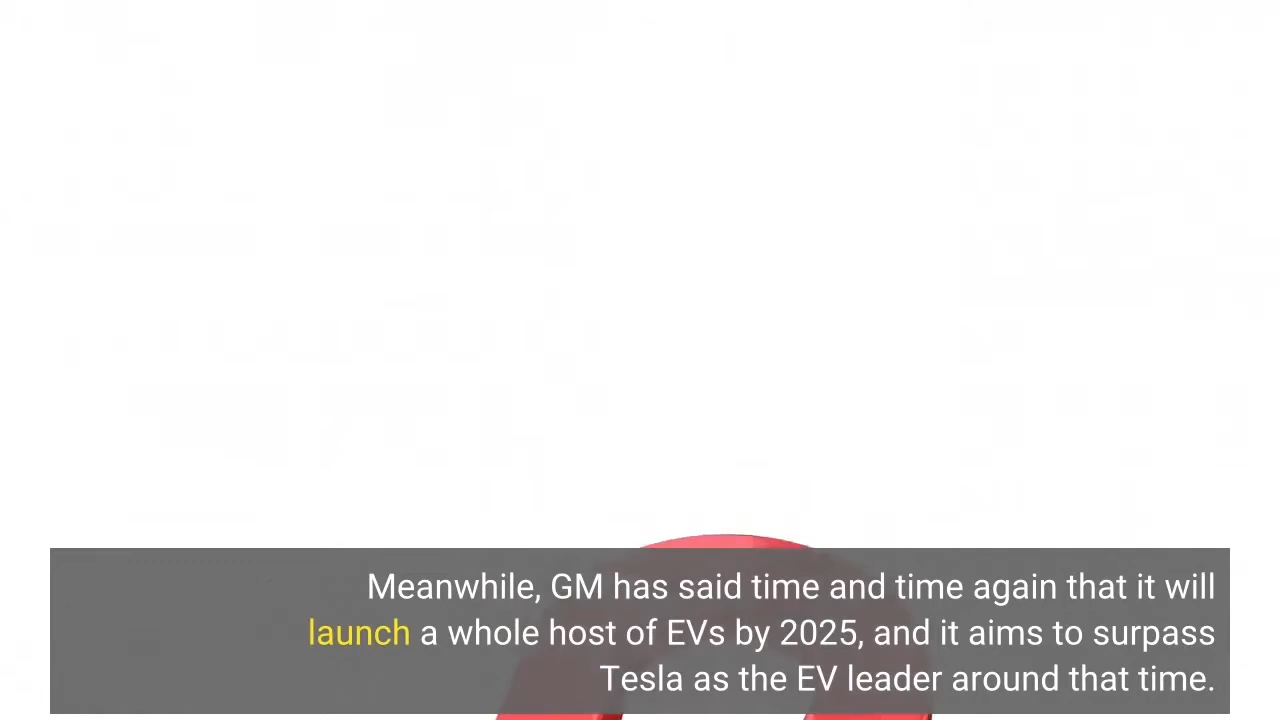 Meanwhile, GM has said time and time again that it will
launch a whole host of EVs by 2025, and it aims to surpass
Tesla as the EV leader around that time.